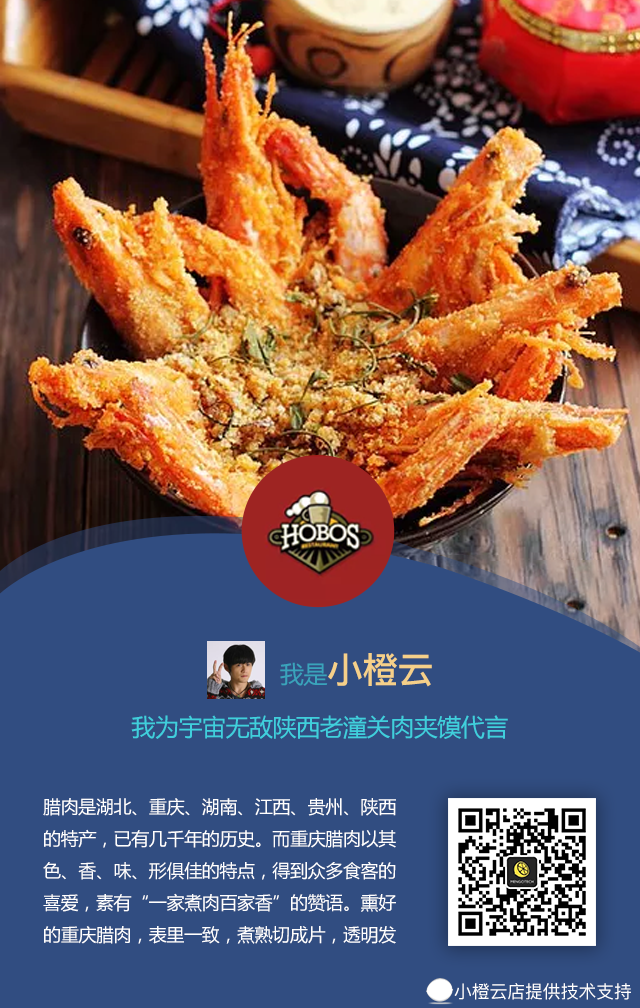 HOBOS
RESTAURANT
我是小橙云
我为宇宙无敌陕西老潼关肉夹馍代言
腊肉是湖北、重庆、湖南、江西、贵州、陕西
的特产，已有几千年的历史。而重庆腊肉以其
色、香、味、形俱佳的特点，得到众多食客的
喜爱，素有“一家煮肉百家香”的赞语。熏好
的重庆腊肉，表里一致，煮熟切成片，透明发
小橙云店提供技术支持